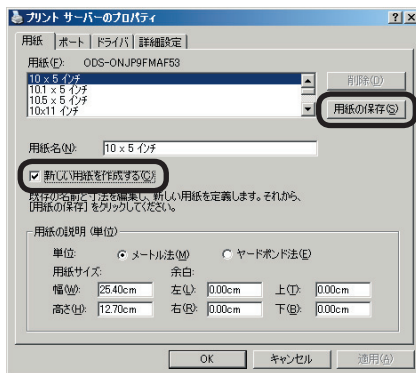 プリント サーバーのプロパティ
用紙 ポート ドライバ 詳細設定
用紙(F): ODS-ONJP9FMAF53
10 x 5 インチ
10.1 x 5 インチ
10.5 x 5 インチ
10x11 インチ
削除(D)
用紙の保存(S)
用紙名(N): 10 x 5 インチ
新しい用紙を作成する(C)
既存の名前と寸法を編集し、新しい用紙を定義します。それから、
[用紙の保存] をクリックしてください。
用紙の説明 (単位)
単位: メートル法(M) ヤードポンド法(E)
用紙サイズ: 余白:
幅(W): 25.40cm 左(L): 0.00cm 上(T): 0.00cm
高さ(H): 12.70cm 右(R): 0.00cm 下(B): 0.00cm
OK キャンセル 適用(A)